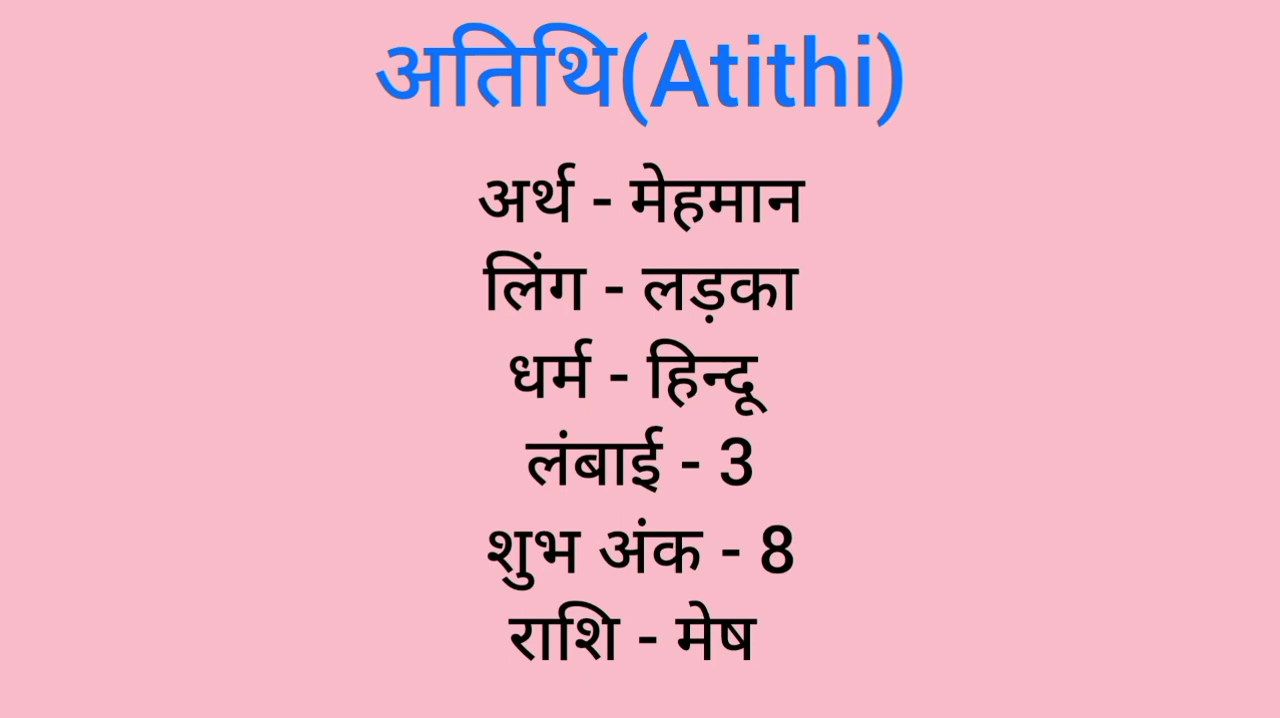 अतिथि(Atithi)
अर्थ - मेहमान
लिंग - लड़का
धर्म - हिन्दू
लंबाई - 3
शुभ अंक - 8
राशि - मेष